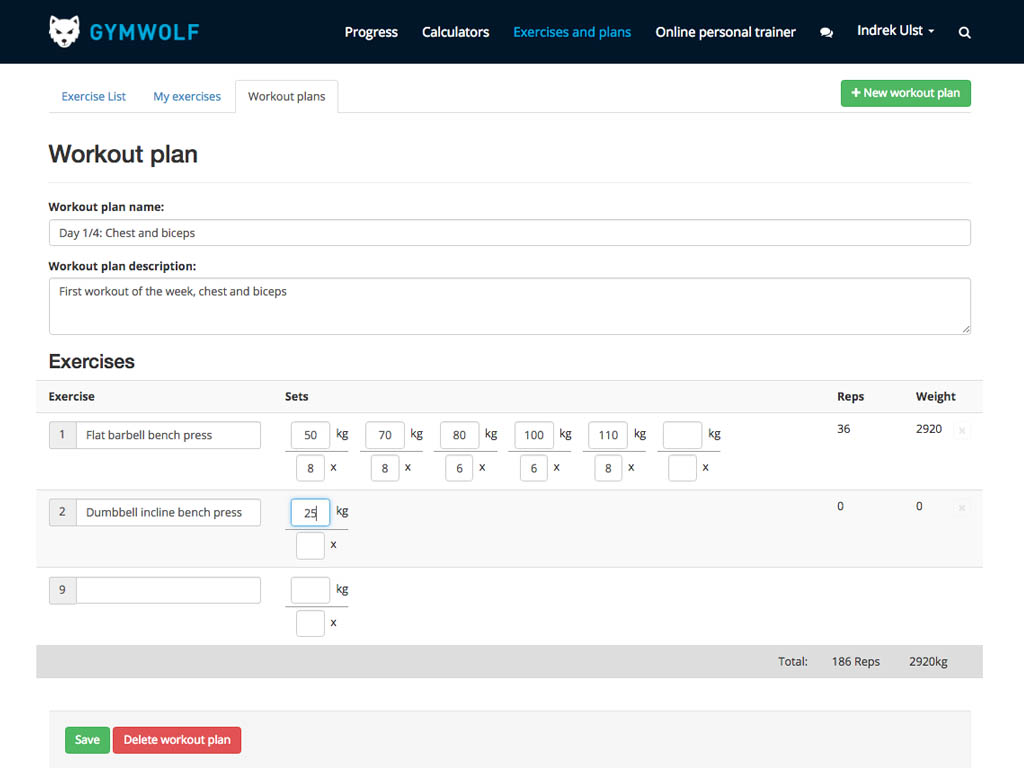 GYMWOLF
Progress Calculators Exercises and plans Online personal trainer Indrek Ulst
Exercise List My exercises Workout plans + New workout plan
Workout plan
Workout plan name:
Day 1/4: Chest and biceps
Workout plan description:
First workout of the week, chest and biceps
Exercises
Exercise Sets Reps Weight
1 Flat barbell bench press 50 kg 70 kg 80 kg 100 kg 110 kg kg 36 2920 x
8 x 8 x 6 x 6 x 8 x x
2 Dumbbell incline bench press 25 kg 0 0 x
x
9 kg
x
Total: 186 Reps 2920kg
Save Delete workout plan